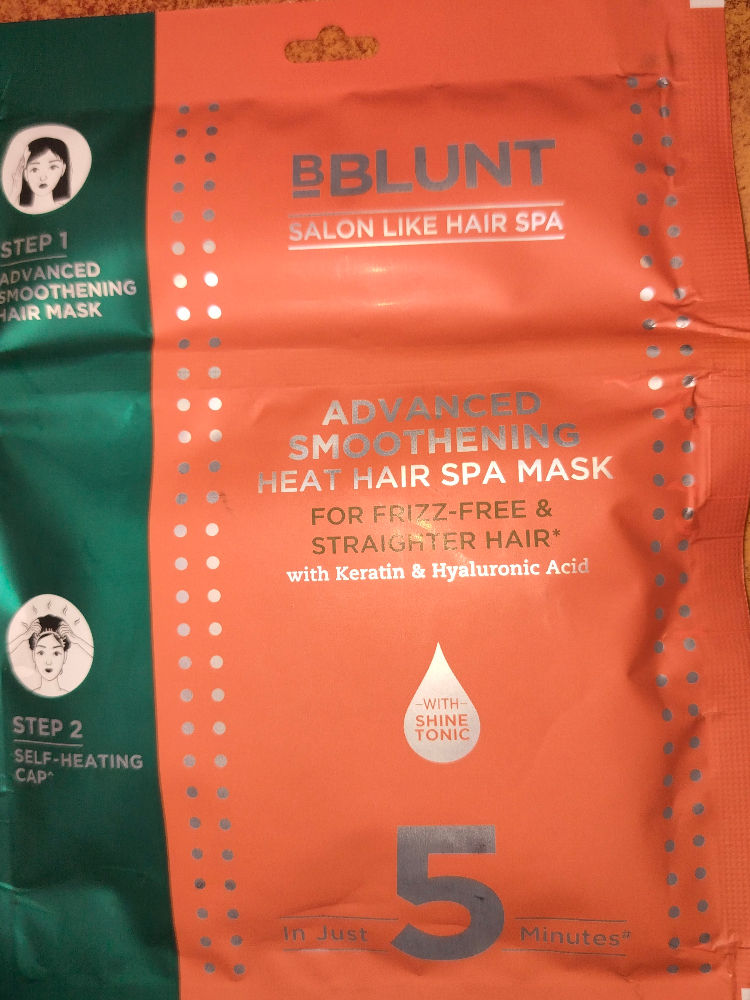 BBLUNT
SALON LIKE HAIR SPA
STEP 1
ADVANCED
SMOOTHENING
HAIR MASK
ADVANCED
SMOOTHENING
HEAT HAIR SPA MASK
FOR FRIZZ-FREE &
STRAIGHTER HAIR*
with Keratin & Hyaluronic Acid
-WITH-
SHINE
TONIC
STEP 2
SELF-HEATING
CAP^
In Just 5 Minutes#